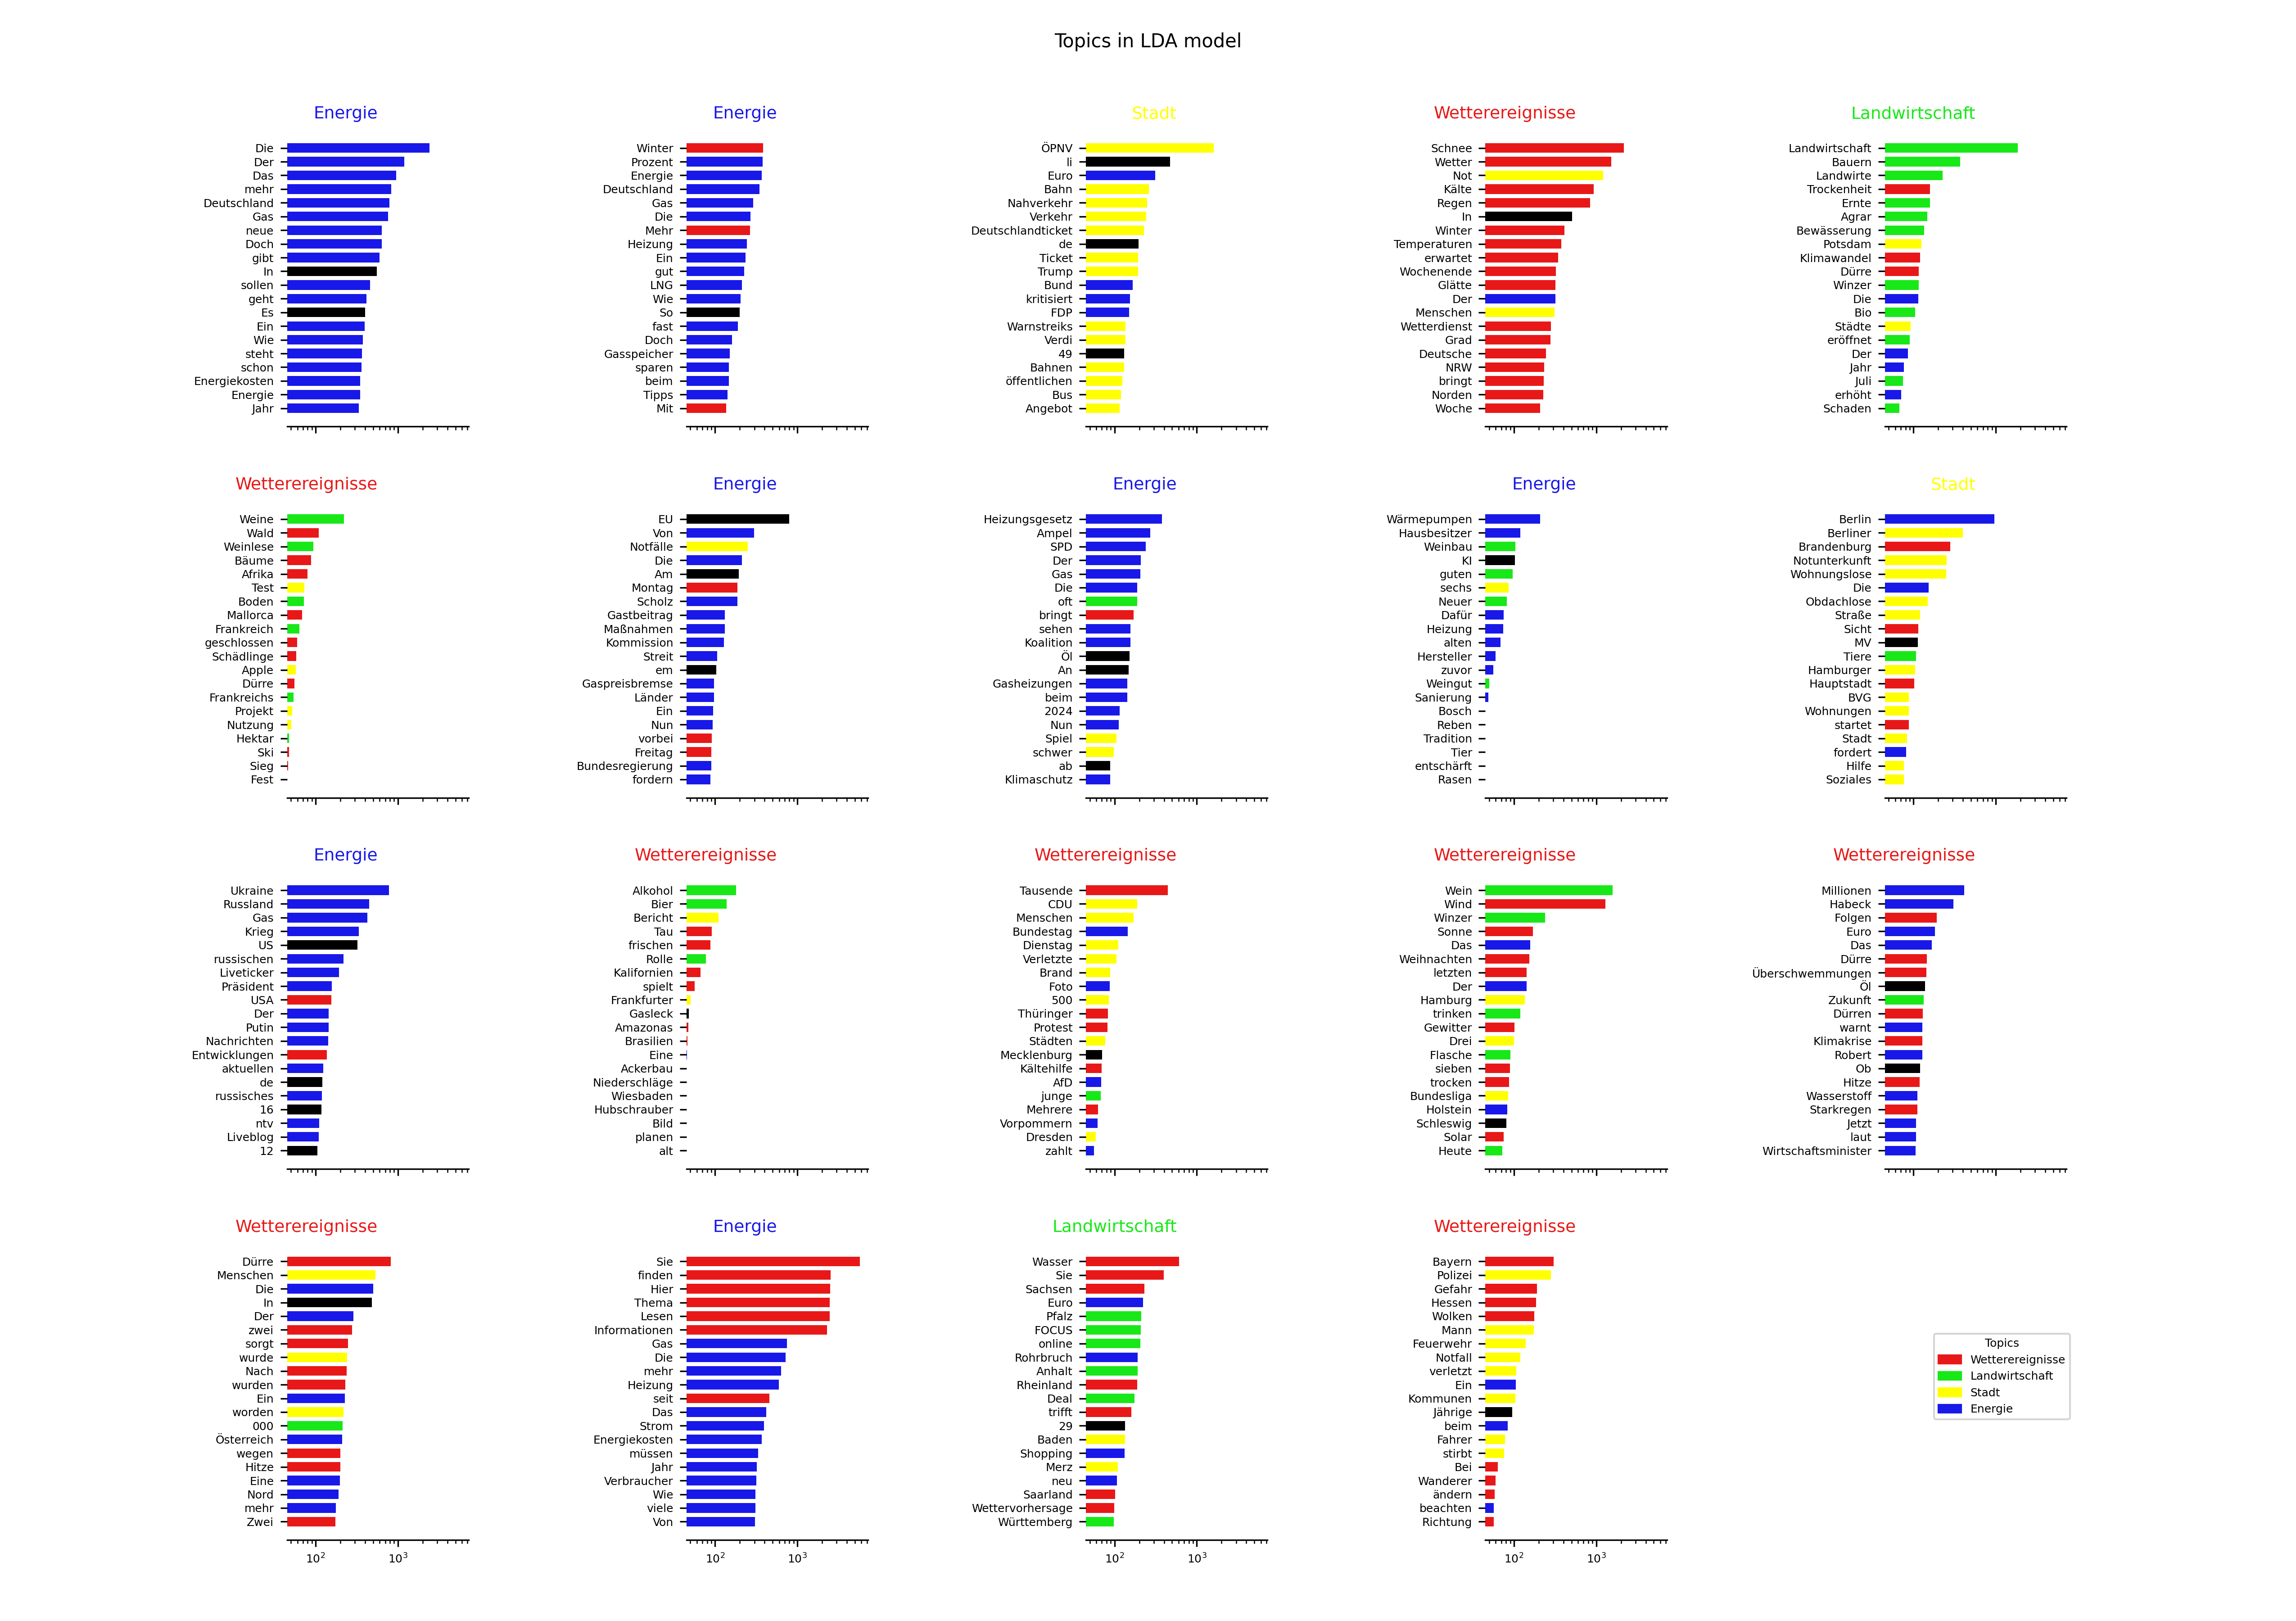 Topics in LDA model
Energie
Die
Der
Das
mehr
Deutschland
Gas
neue
Doch
gibt
In
sollen
geht
Es
Ein
Wie
steht
schon
Energiekosten
Energie
Jahr
Energie
Winter
Prozent
Energie
Deutschland
Gas
Die
Mehr
Heizung
Ein
gut
LNG
Wie
So
fast
Doch
Gasspeicher
sparen
beim
Tipps
Mit
Stadt
ÖPNV
li
Euro
Bahn
Nahverkehr
Verkehr
Deutschlandticket
de
Ticket
Trump
Bund
kritisiert
FDP
Warnstreiks
Verdi
49
Bahnen
öffentlichen
Bus
Angebot
Wetterereignisse
Schnee
Wetter
Not
Kälte
Regen
In
Winter
Temperaturen
erwartet
Wochenende
Glätte
Der
Menschen
Wetterdienst
Grad
Deutsche
NRW
bringt
Norden
Woche
Landwirtschaft
Landwirtschaft
Bauern
Landwirte
Trockenheit
Ernte
Agrar
Bewässerung
Potsdam
Klimawandel
Dürre
Winzer
Die
Bio
Städte
eröffnet
Der
Jahr
Juli
erhöht
Schaden
Wetterereignisse
Weine
Wald
Weinlese
Bäume
Afrika
Test
Boden
Mallorca
Frankreich
geschlossen
Schädlinge
Apple
Dürre
Frankreichs
Projekt
Nutzung
Hektar
Ski
Sieg
Fest
Energie
EU
Von
Notfälle
Die
Am
Montag
Scholz
Gastbeitrag
Maßnahmen
Kommission
Streit
em
Gaspreisbremse
Länder
Ein
Nun
vorbei
Freitag
Bundesregierung
fordern
Energie
Heizungsgesetz
Ampel
SPD
Der
Gas
Die
oft
bringt
sehen
Koalition
Öl
An
Gasheizungen
beim
2024
Nun
Spiel
schwer
ab
Klimaschutz
Energie
Wärmepumpen
Hausbesitzer
Weinbau
KI
guten
sechs
Neuer
Dafür
Heizung
alten
Hersteller
zuvor
Weingut
Sanierung
Bosch
Reben
Tradition
Tier
entschärft
Rasen
Stadt
Berlin
Berliner
Brandenburg
Notunterkunft
Wohnungslose
Die
Obdachlose
Straße
Sicht
MV
Tiere
Hamburger
Hauptstadt
BVG
Wohnungen
startet
Stadt
fordert
Hilfe
Soziales
Energie
Ukraine
Russland
Gas
Krieg
US
russischen
Liveticker
Präsident
USA
Der
Putin
Nachrichten
Entwicklungen
aktuellen
de
russisches
16
ntv
Liveblog
12
Wetterereignisse
Alkohol
Bier
Bericht
Tau
frischen
Rolle
Kalifornien
spielt
Frankfurter
Gasleck
Amazonas
Brasilien
Eine
Ackerbau
Niederschläge
Wiesbaden
Hubschrauber
Bild
planen
alt
Wetterereignisse
Tausende
CDU
Menschen
Bundestag
Dienstag
Verletzte
Brand
Foto
500
Thüringer
Protest
Städten
Mecklenburg
Kältehilfe
AfD
junge
Mehrere
Vorpommern
Dresden
zahlt
Wetterereignisse
Wein
Wind
Winzer
Sonne
Das
Weihnachten
letzten
Der
Hamburg
trinken
Gewitter
Drei
Flasche
sieben
trocken
Bundesliga
Holstein
Schleswig
Solar
Heute
Wetterereignisse
Millionen
Habeck
Folgen
Euro
Das
Dürre
Überschwemmungen
Öl
Zukunft
Dürren
warnt
Klimakrise
Robert
Ob
Hitze
Wasserstoff
Starkregen
Jetzt
laut
Wirtschaftsminister
Wetterereignisse
Dürre
Menschen
Die
In
Der
zwei
sorgt
wurde
Nach
wurden
Ein
worden
000
Österreich
wegen
Hitze
Eine
Nord
mehr
Zwei
10² 10³
Energie
Sie
finden
Hier
Thema
Lesen
Informationen
Gas
Die
mehr
Heizung
seit
Das
Strom
Energiekosten
müssen
Jahr
Verbraucher
Wie
viele
Von
10² 10³
Landwirtschaft
Wasser
Sie
Sachsen
Euro
Pfalz
FOCUS
online
Rohrbruch
Anhalt
Rheinland
Deal
trifft
29
Baden
Shopping
Merz
neu
Saarland
Wettervorhersage
Württemberg
10² 10³
Wetterereignisse
Bayern
Polizei
Gefahr
Hessen
Wolken
Mann
Feuerwehr
Notfall
verletzt
Ein
Kommunen
Jährige
beim
Fahrer
stirbt
Bei
Wanderer
ändern
beachten
Richtung
10² 10³
Topics
Wetterereignisse
Landwirtschaft
Stadt
Energie